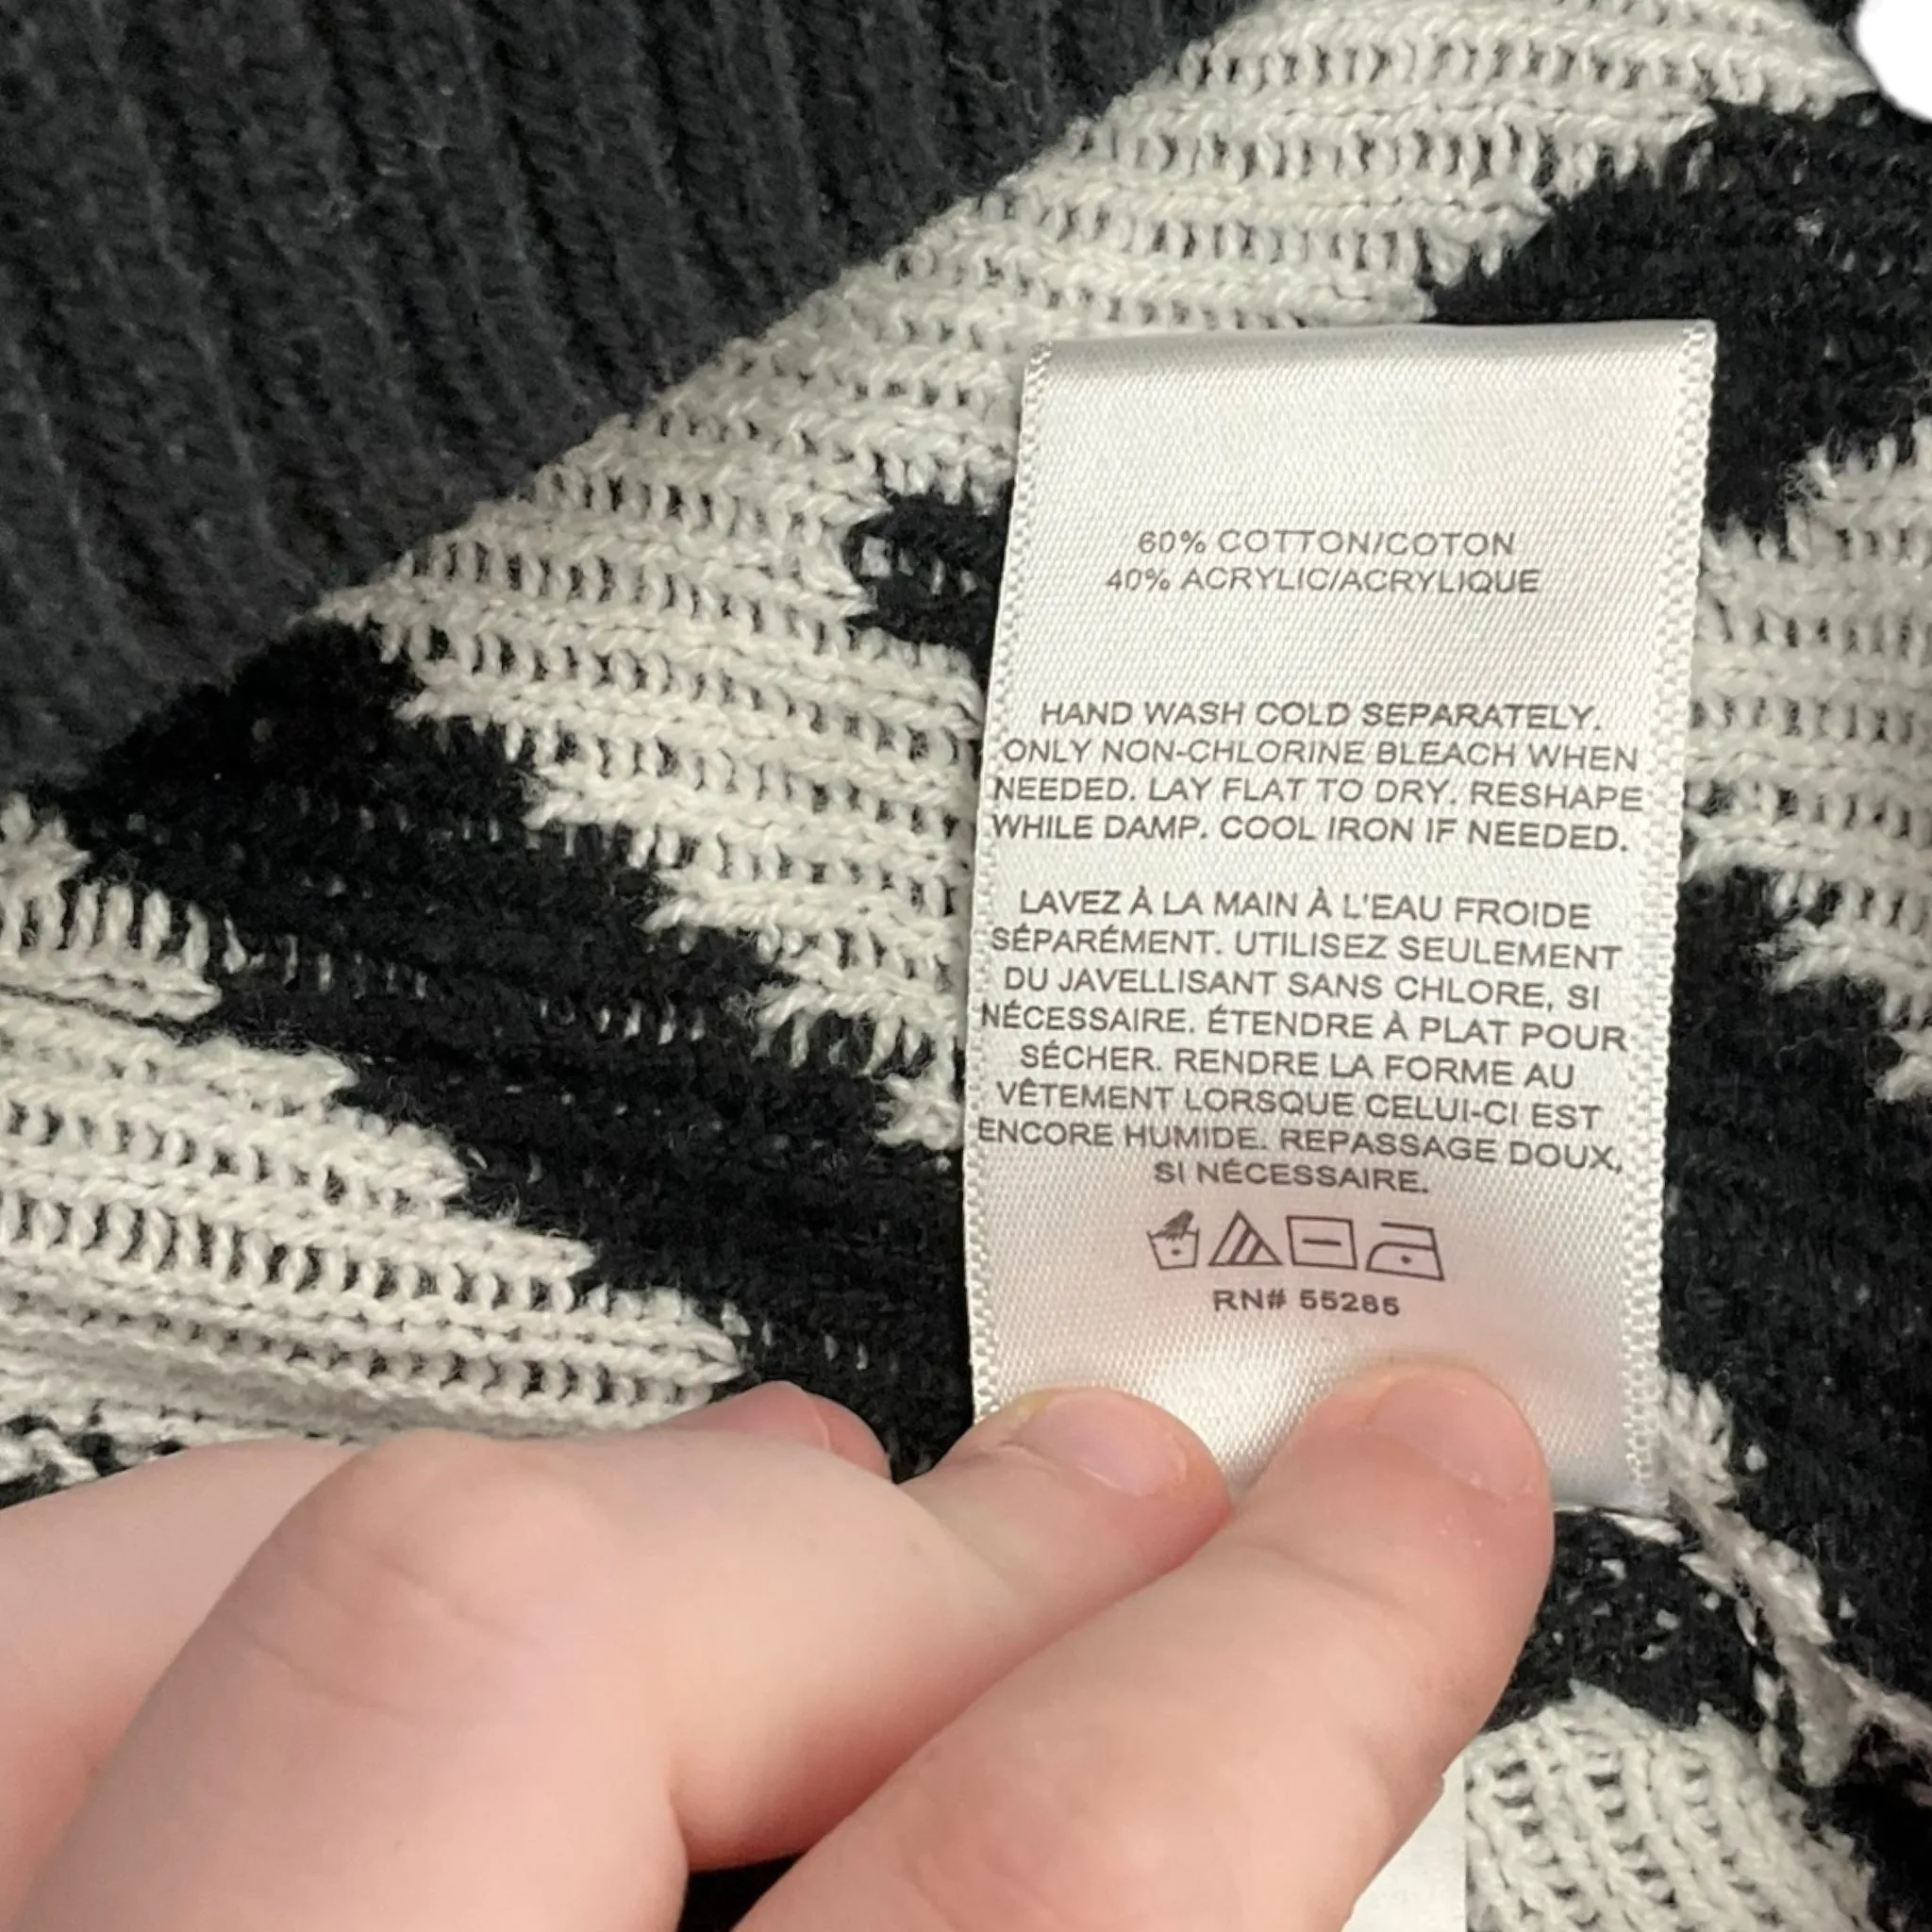 60% COTTON/COTON
40% ACRYLIC/ACRYLIQUE
HAND WASH COLD SEPARATELY.
ONLY NON-CHLORINE BLEACH WHEN
NEEDED. LAY FLAT TO DRY. RESHAPE
WHILE DAMP. COOL IRON IF NEEDED.
LAVEZ À LA MAIN À L'EAU FROIDE
SÉPARÉMENT. UTILISEZ SEULEMENT
DU JAVELLISANT SANS CHLORE, SI
NÉCESSAIRE. ÉTENDRE À PLAT POUR
SÉCHER. RENDRE LA FORME AU
VÊTEMENT LORSQUE CELUI-CI EST
ENCORE HUMIDE. REPASSAGE DOUX,
SI NÉCESSAIRE.
RN# 55285